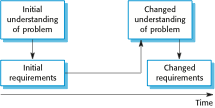 Initial
understanding
of problem
Changed
understanding
of problem
Initial
requirements
Changed
requirements
Time